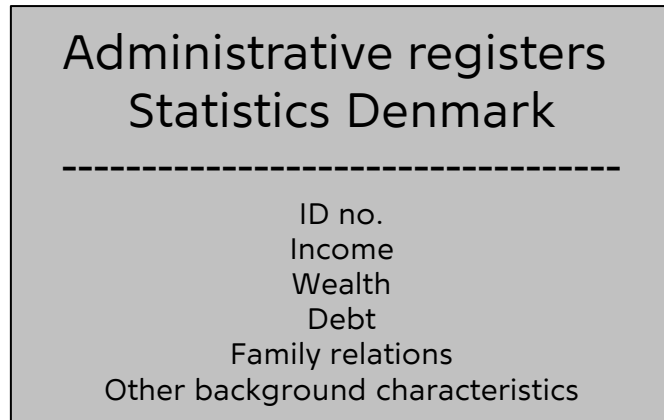 Administrative registers
Statistics Denmark
------------------------------------
ID no.
Income
Wealth
Debt
Family relations
Other background characteristics